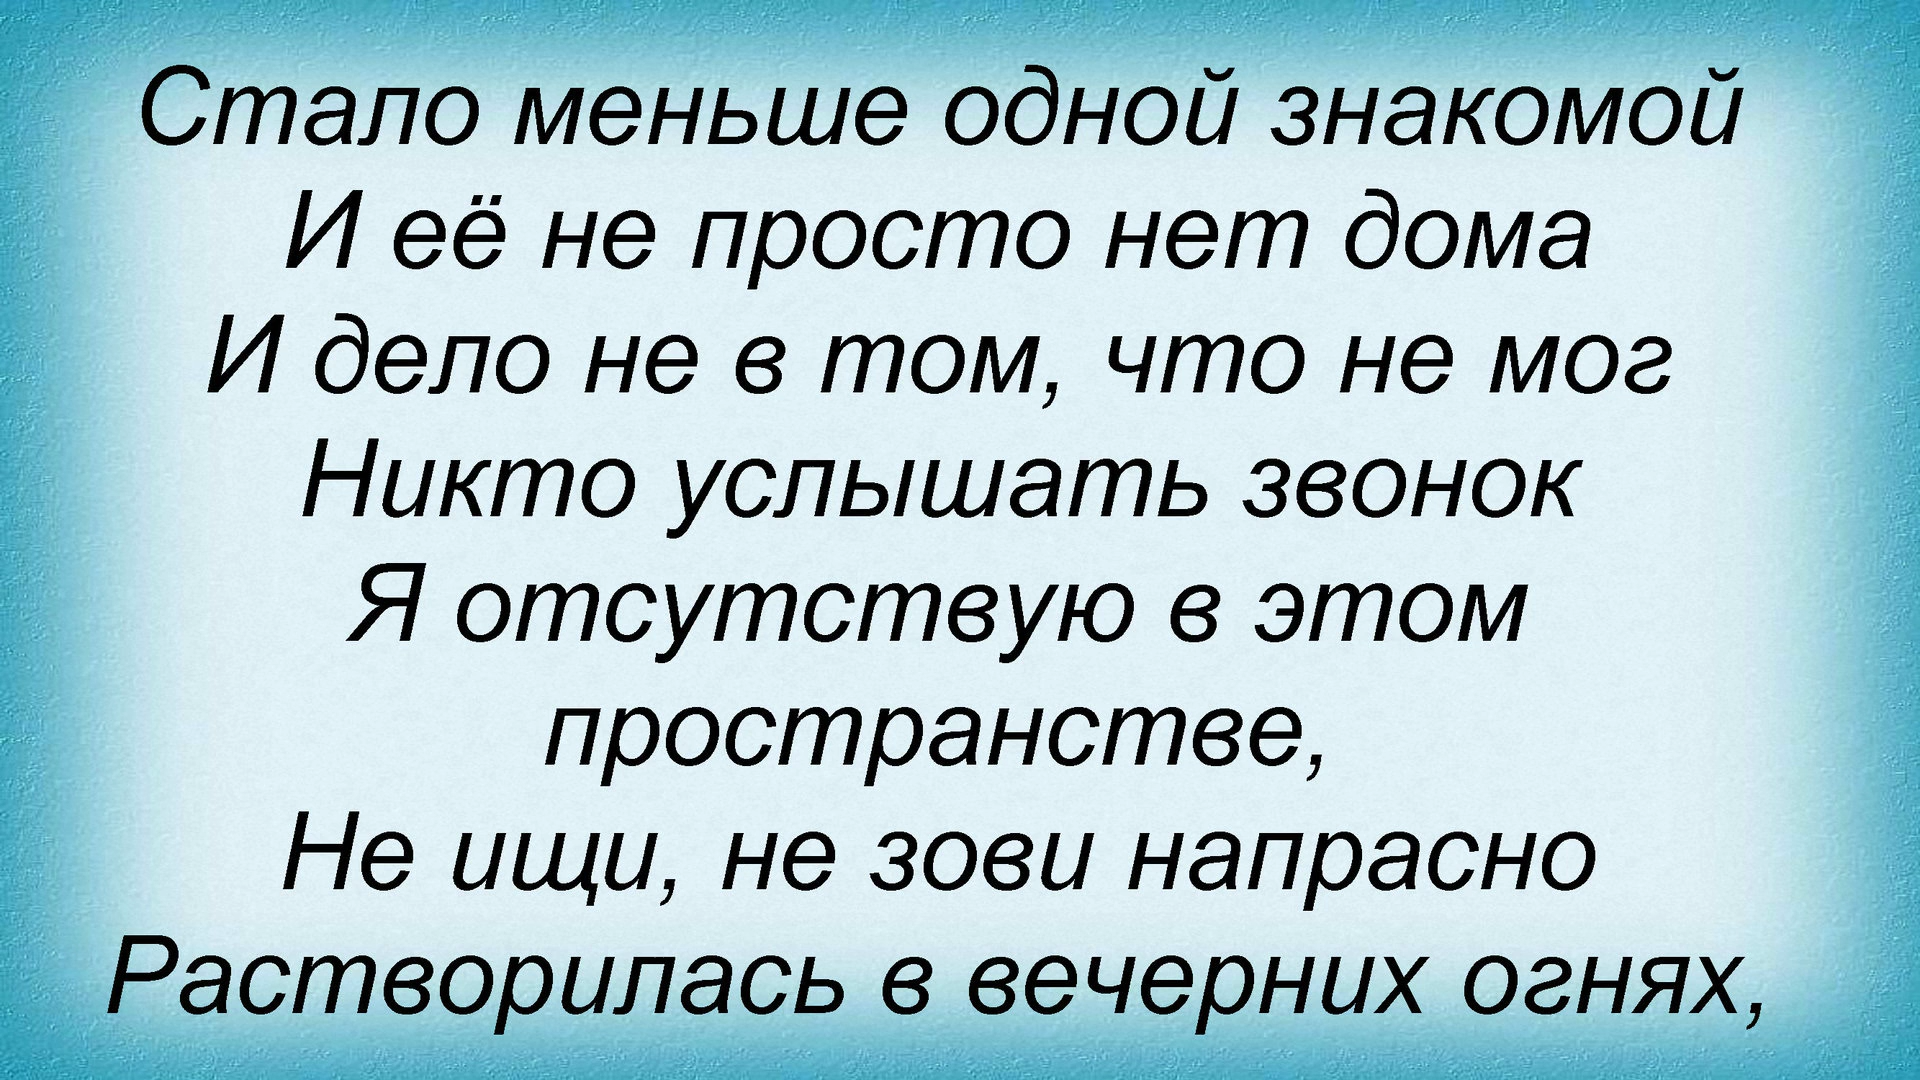 Стало меньше одной знакомой
И её не просто нет дома
И дело не в том, что не мог
Никто услышать звонок
Я отсутствую в этом
пространстве,
Не ищи, не зови напрасно
Растворилась в вечерних огнях,